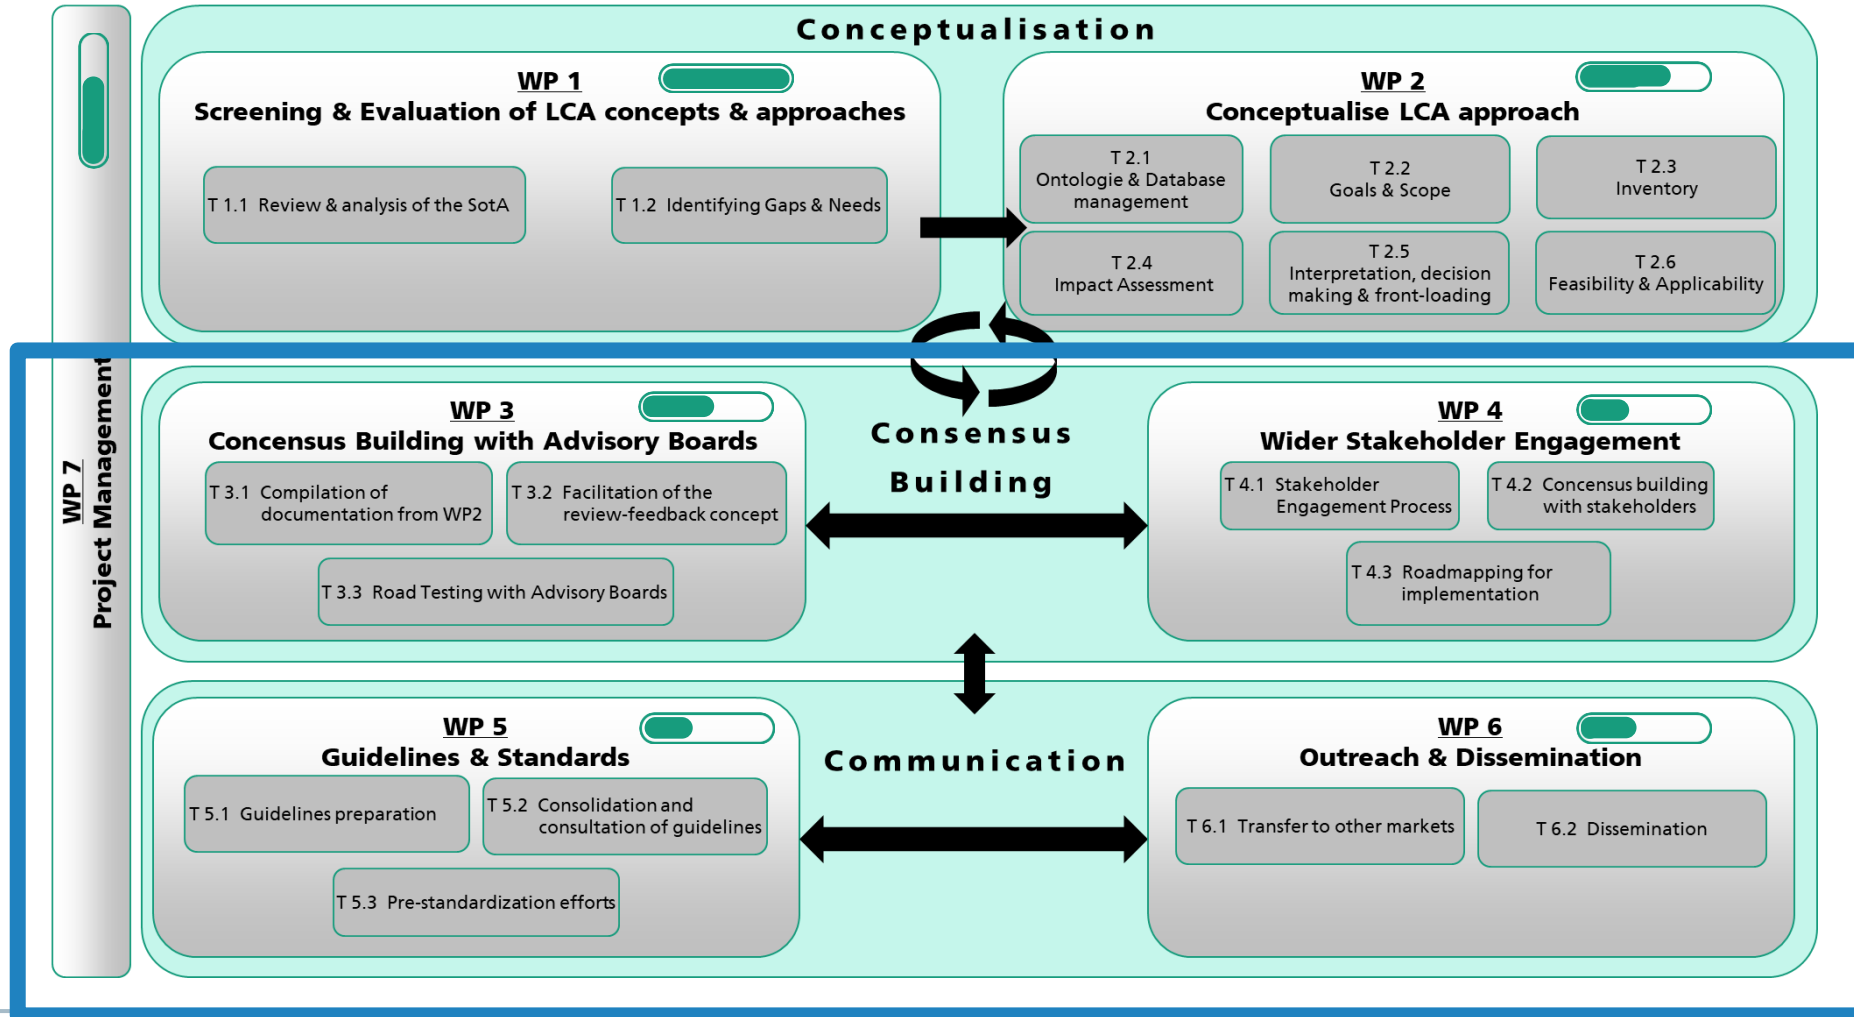 Conceptualisation
WP 1
Screening & Evaluation of LCA concepts & approaches
T 1.1 Review & analysis of the SotA
T 1.2 Identifying Gaps & Needs
WP 2
Conceptualise LCA approach
T 2.1
Ontologie & Database
management
T 2.2
Goals & Scope
T 2.3
Inventory
T 2.4
Impact Assessment
T 2.5
Interpretation, decision
making & front-loading
T 2.6
Feasibility & Applicability
WP 7
Project Management
WP 3
Concensus Building with Advisory Boards
T 3.1 Compilation of
documentation from WP2
T 3.2 Facilitation of the
review-feedback concept
T 3.3 Road Testing with Advisory Boards
Consensus
Building
WP 4
Wider Stakeholder Engagement
T 4.1 Stakeholder
Engagement Process
T 4.2 Concensus building
with stakeholders
T 4.3 Roadmapping for
implementation
WP 5
Guidelines & Standards
T 5.1 Guidelines preparation
T 5.2 Consolidation and
consultation of guidelines
T 5.3 Pre-standardization efforts
Communication
WP 6
Outreach & Dissemination
T 6.1 Transfer to other markets
T 6.2 Dissemination